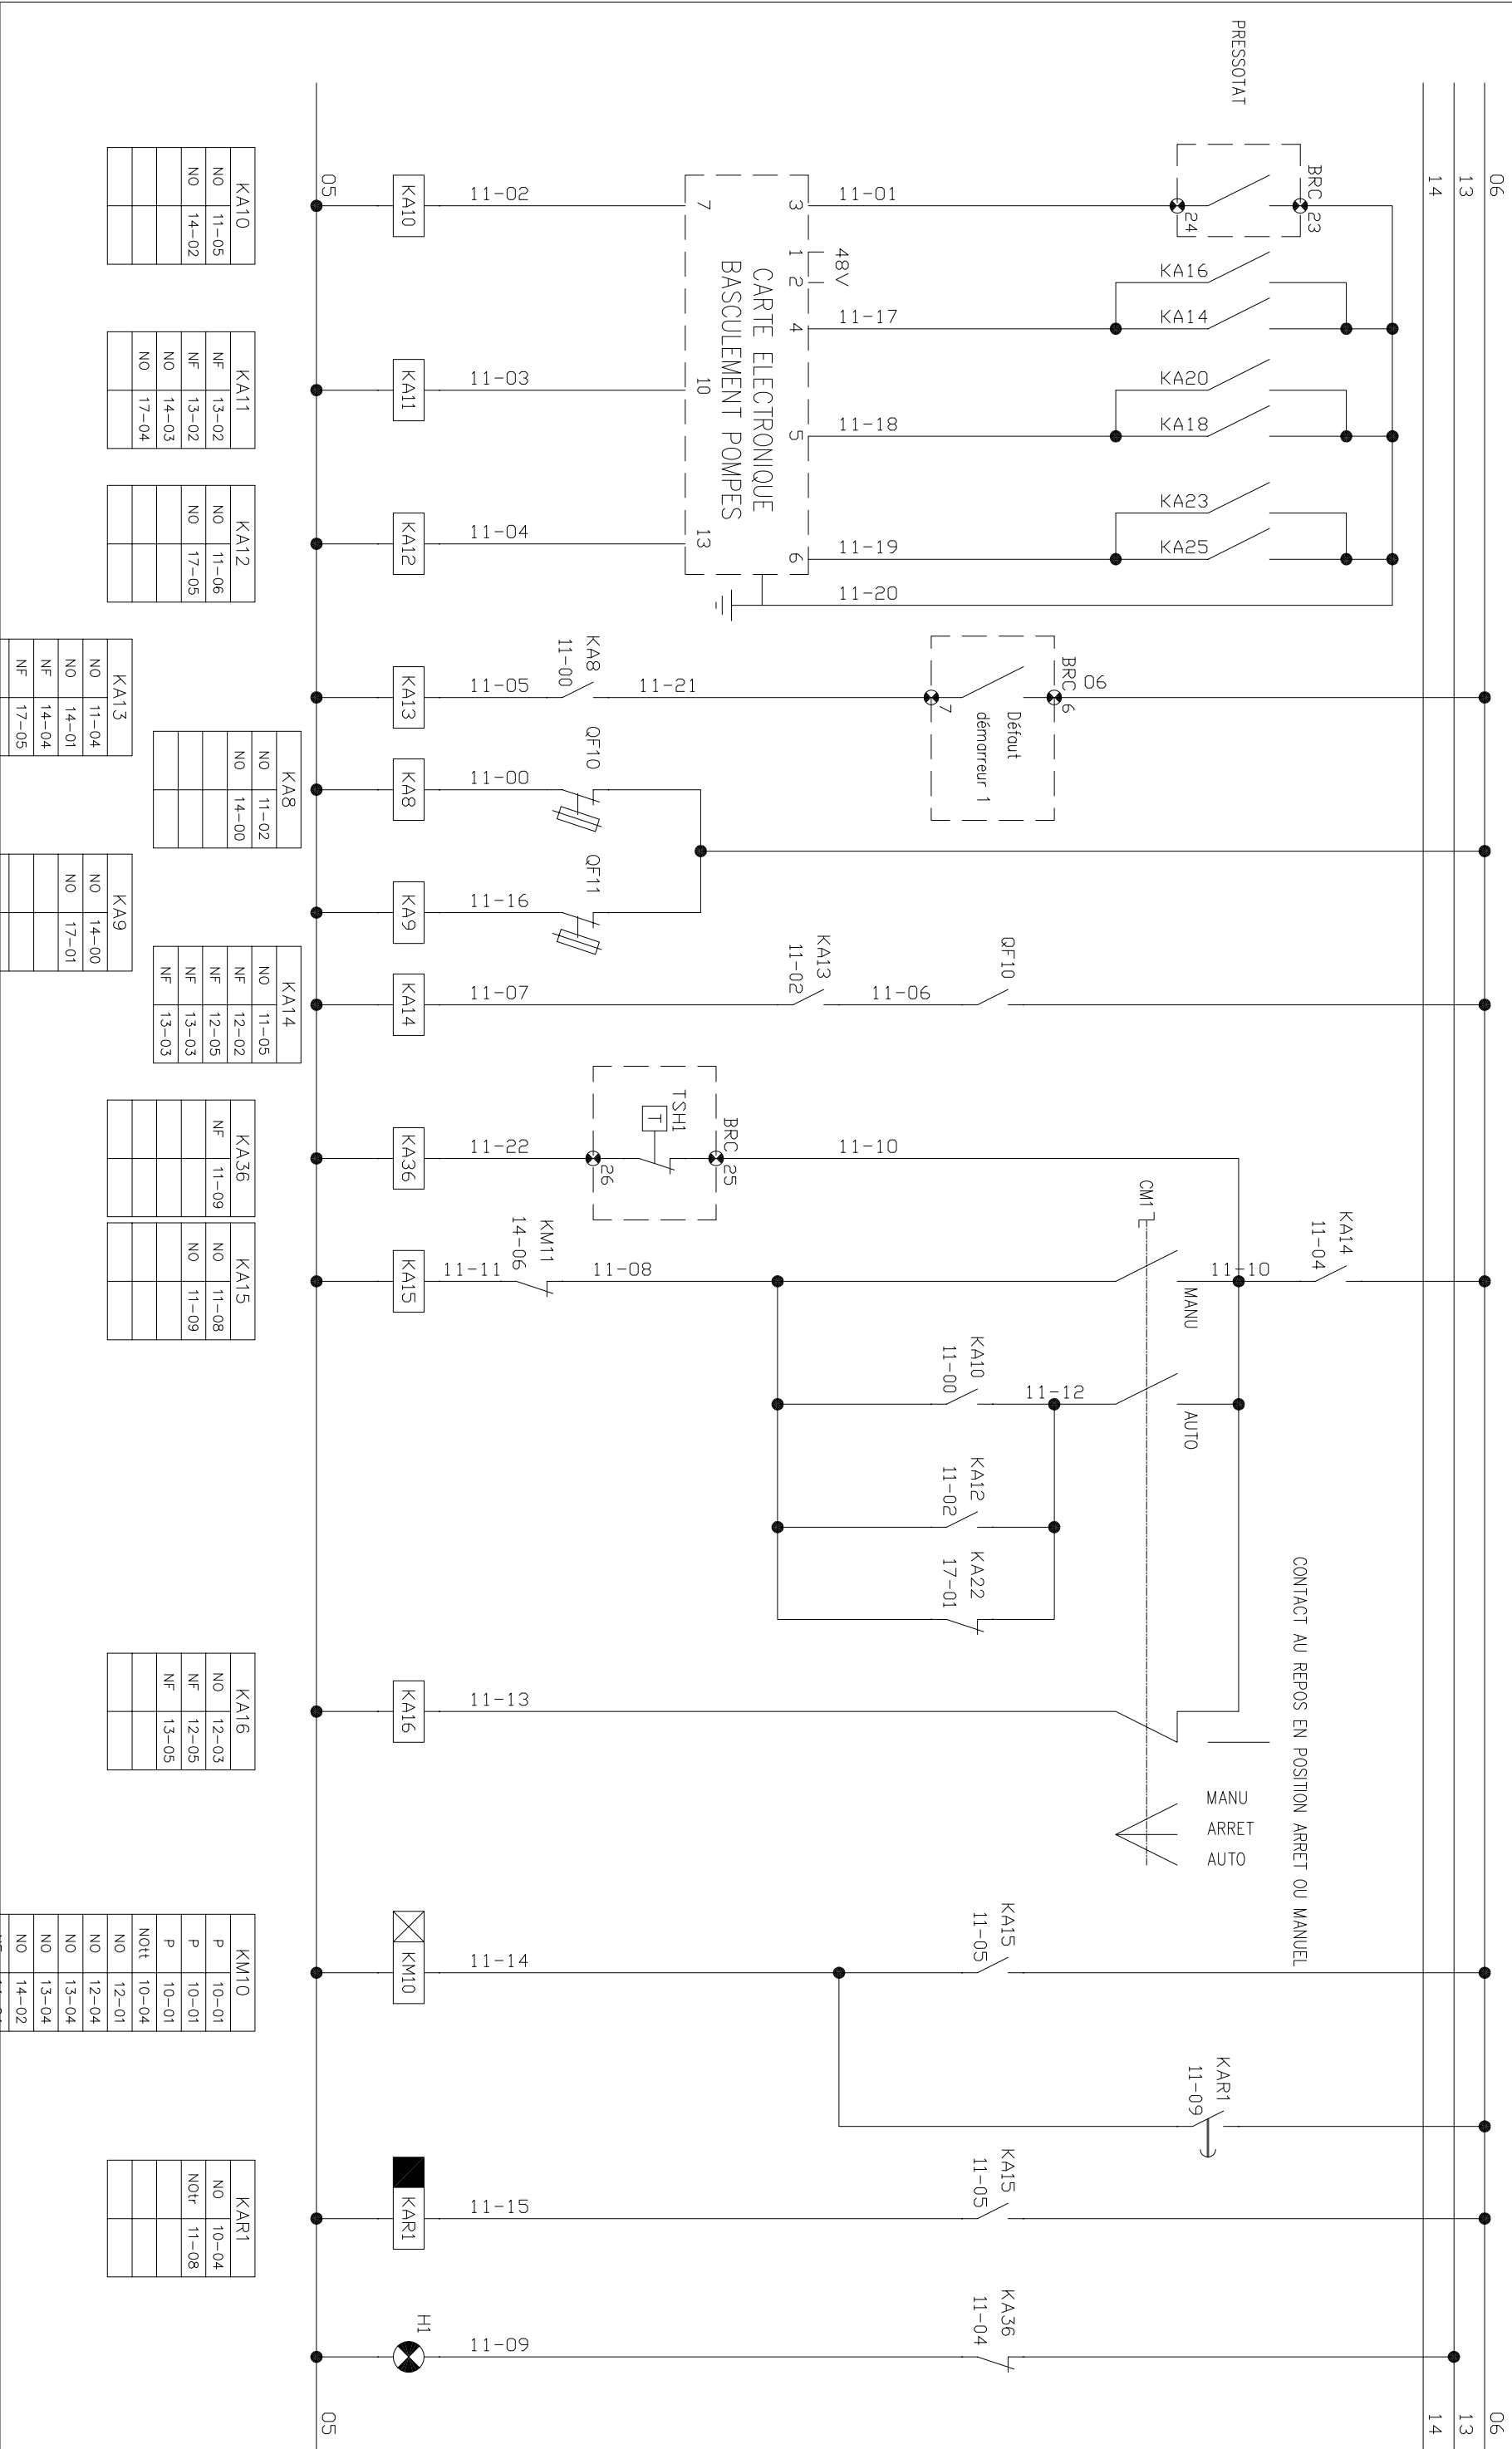 06
13
14
06
13
14
PRESSOTAT
BRC
23
24
KA16
KA14
KA20
KA18
KA23
KA25
11-01
48V
11-17
11-18
11-19
11-20
3
1
2
4
5
6
CARTE ELECTRONIQUE
BASCULEMENT POMPES
7
10
13
11-02
11-03
11-04
KA10
KA11
KA12
05
06
BRC
6
Défaut
démarreur 1
7
11-21
KA8
11-00
11-05
KA13
QF10
11-00
KA8
QF11
11-16
KA9
QF10
11-06
KA13
11-02
11-07
KA14
11-10
BRC
25
TSH1
T
26
11-22
KA36
KA14
11-04
11-10
MANU
AUTO
CM1
11-12
KA10
11-00
KA12
11-02
KA22
17-01
11-08
KM11
14-06
11-11
KA15
CONTACT AU REPOS EN POSITION ARRET OU MANUEL
MANU
ARRET
AUTO
11-13
KA16
KA15
11-05
11-14
KM10
KAR1
11-09
KA15
11-05
11-15
KAR1
KA36
11-04
11-09
H1
05
KA10
NO 11-05
NO 14-02
KA11
NF 13-02
NF 13-02
NO 14-03
NO 17-04
KA12
NO 11-06
NO 17-05
KA13
NO 11-04
NO 14-01
NF 14-04
NF 17-05
KA8
NO 11-02
NO 14-00
KA9
NO 14-00
NO 17-01
KA14
NO 11-05
NF 12-02
NF 12-05
NF 13-03
NF 13-03
KA36
NF 11-09
KA15
NO 11-08
NO 11-09
KA16
NO 12-03
NF 12-05
NF 13-05
KM10
P 10-01
P 10-01
P 10-01
NOtt 10-04
NO 12-01
NO 12-04
NO 13-04
NO 13-04
NO 14-02
KAR1
NO 10-04
NOtr 11-08